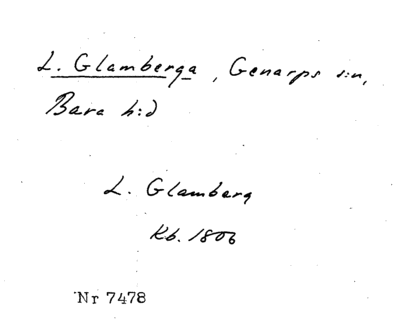 L. Glamberga, Genarps s:n,
Bara h:d
L. Glamberg
Kb. 1806
Nr 7478